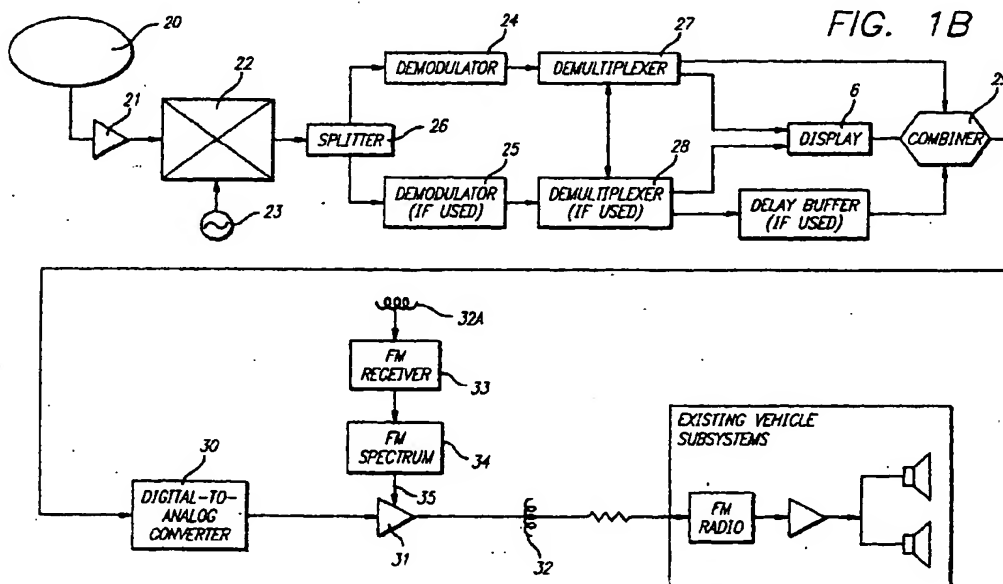 FIG. 1B
20
21
22
23
24
DEMODULATOR
27
DEMULTIPLEXER
SPLITTER
26
25
DEMODULATOR
(IF USED)
28
DEMULTIPLEXER
(IF USED)
6
DISPLAY
29
COMBINER
DELAY BUFFER
(IF USED)
32A
FM
RECEIVER
33
FM
SPECTRUM
34
35
30
DIGITAL-TO-
ANALOG
CONVERTER
31
32
EXISTING VEHICLE
SUBSYSTEMS
FM
RADIO